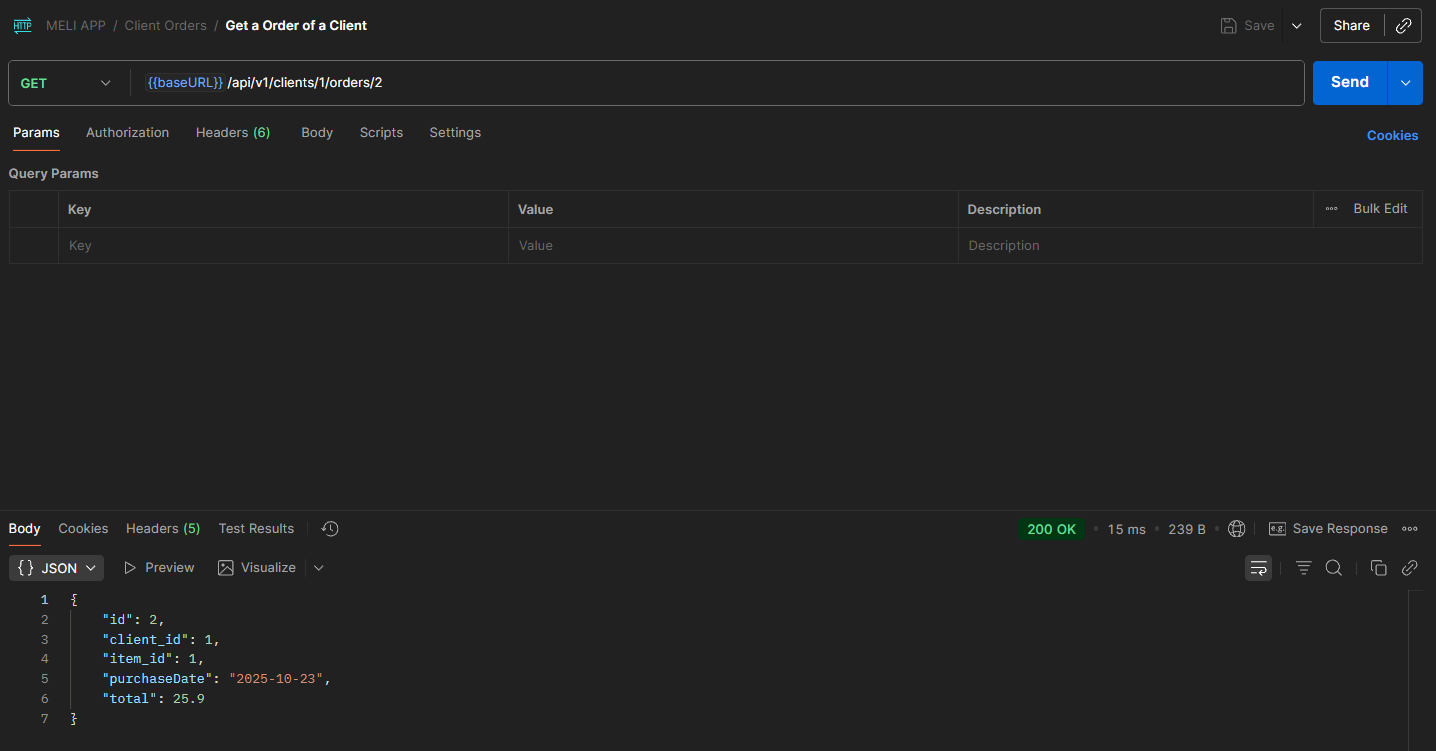 HTTP MELI APP / Client Orders / Get a Order of a Client Save Share
GET {{baseURL}} /api/v1/clients/1/orders/2 Send
Params Authorization Headers (6) Body Scripts Settings Cookies
Query Params
Key Value Description Bulk Edit
Key Value Description
Body Cookies Headers (5) Test Results 200 OK • 15 ms • 239 B • e.g. Save Response
{} JSON Preview Visualize
1 {
2 "id": 2,
3 "client_id": 1,
4 "item_id": 1,
5 "purchaseDate": "2025-10-23",
6 "total": 25.9
7 }